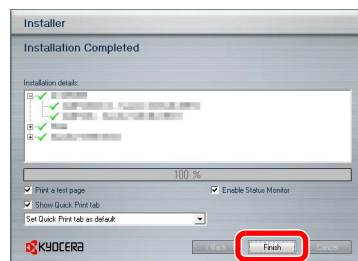 Installer
Installation Completed
Installation details:
100 %
Print a test page
Enable Status Monitor
Show Quick Print tab
Set Quick Print tab as default
KYOCERA
< Back
Finish
Cancel